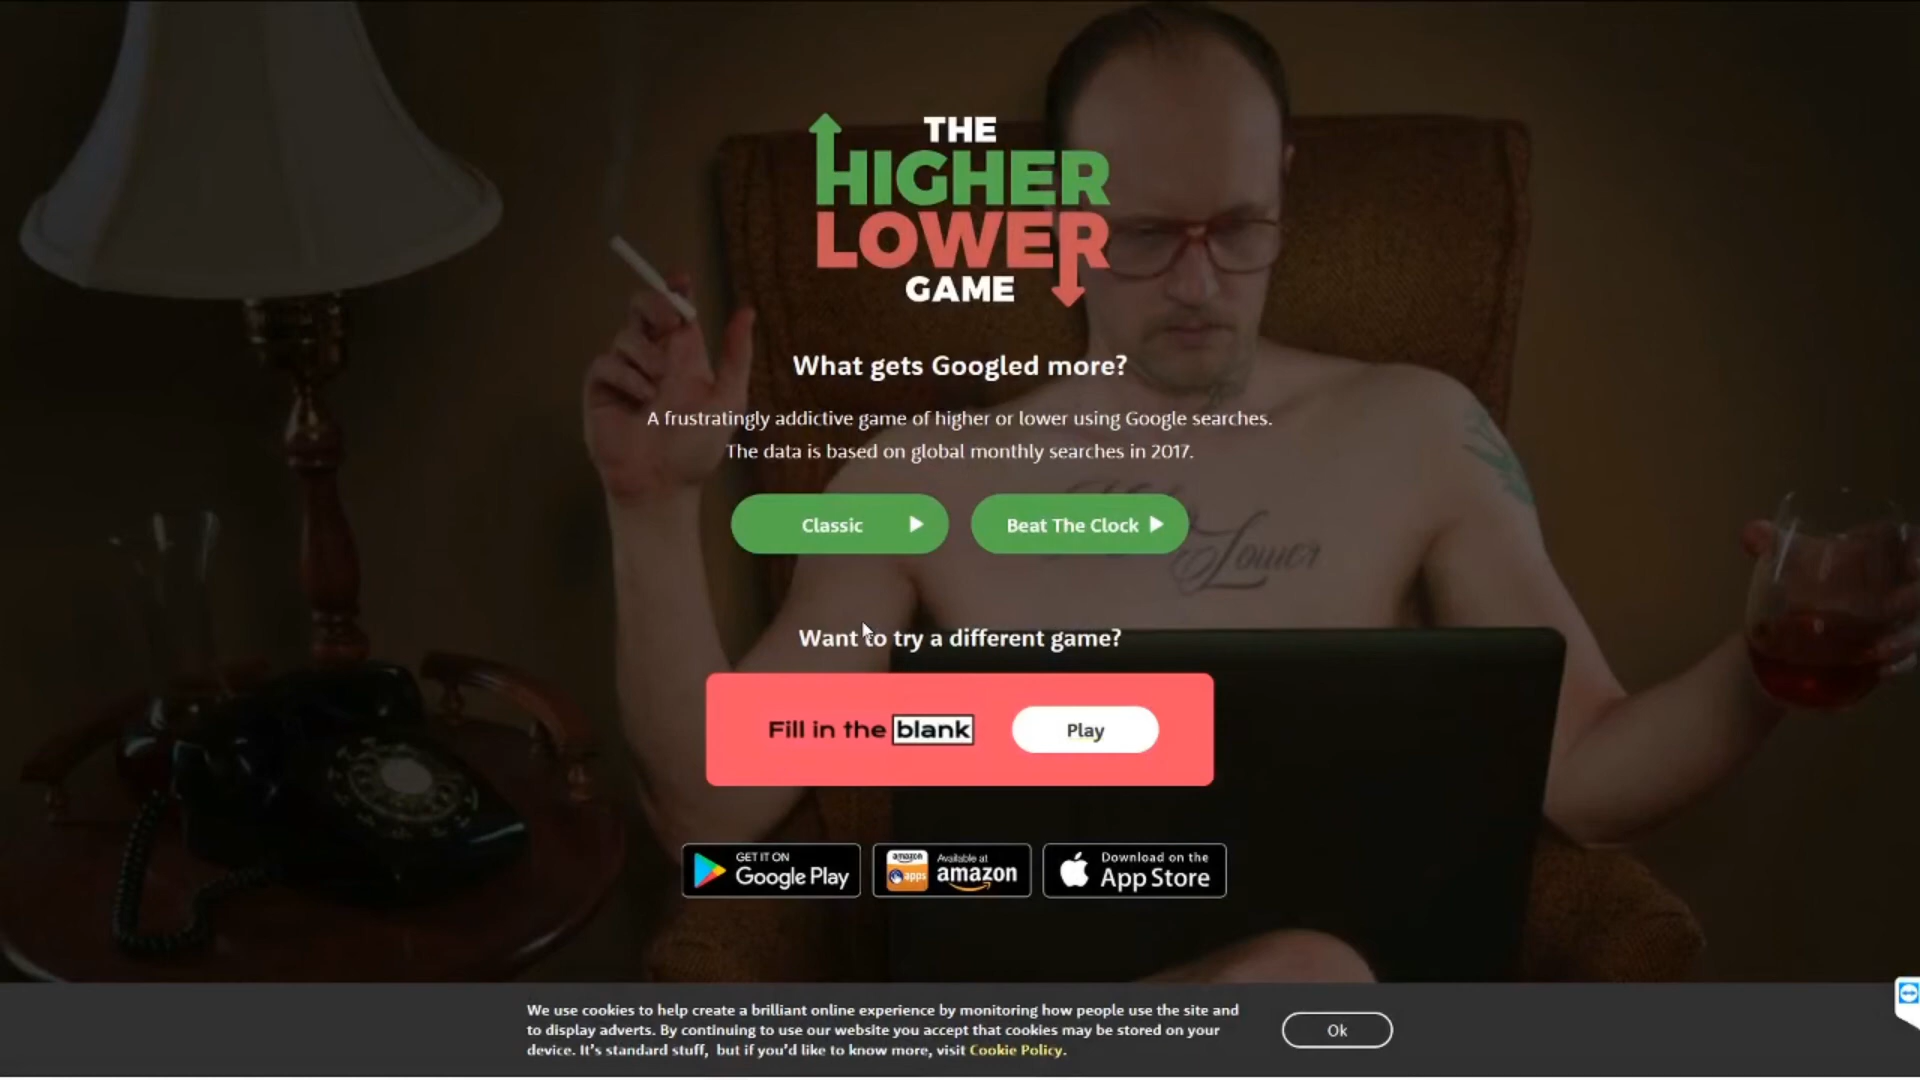 THE
HIGHER
LOWER
GAME
What gets Googled more?
A frustratingly addictive game of higher or lower using Google searches.
The data is based on global monthly searches in 2017.
Classic
Beat The Clock
Lower
Want to try a different game?
Fill in the blank
Play
GET IT ON
Google Play
amazon
apps
Available at
amazon
Download on the
App Store
We use cookies to help create a brilliant online experience by monitoring how people use the site and
to display adverts. By continuing to use our website you accept that cookies may be stored on your
device. It's standard stuff, but if you'd like to know more, visit Cookie Policy.
Ok